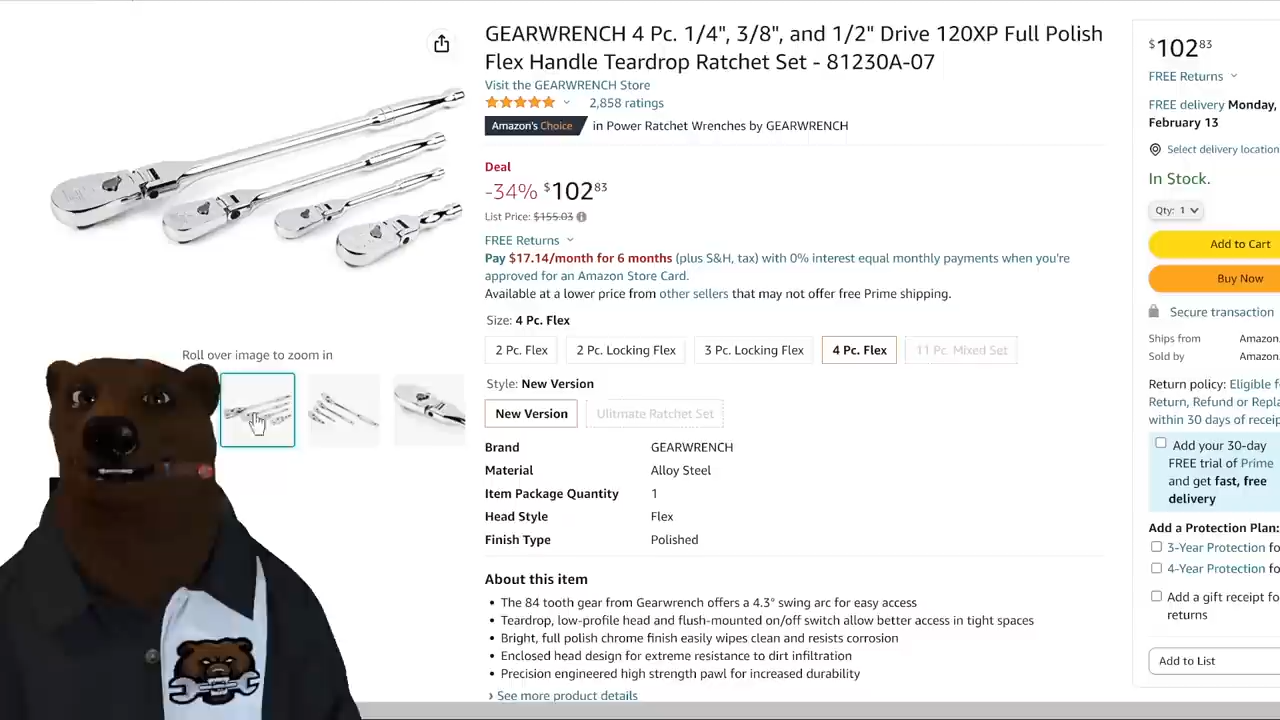 GEARWRENCH 4 Pc. 1/4", 3/8", and 1/2" Drive 120XP Full Polish
Flex Handle Teardrop Ratchet Set - 81230A-07
Visit the GEARWRENCH Store
2,858 ratings
Amazon's Choice in Power Ratchet Wrenches by GEARWRENCH
Deal
-34% $102 83
List Price: $155.03
FREE Returns
Pay $17.14/month for 6 months (plus S&H, tax) with 0% interest equal monthly payments when you're
approved for an Amazon Store Card.
Available at a lower price from other sellers that may not offer free Prime shipping.
Size: 4 Pc. Flex
2 Pc. Flex
2 Pc. Locking Flex
3 Pc. Locking Flex
4 Pc. Flex
11 Pc. Mixed Set
Style: New Version
New Version
Ulitmate Ratchet Set
Brand GEARWRENCH
Material Alloy Steel
Item Package Quantity 1
Head Style Flex
Finish Type Polished
About this item
• The 84 tooth gear from Gearwrench offers a 4.3° swing arc for easy access
• Teardrop, low-profile head and flush-mounted on/off switch allow better access in tight spaces
• Bright, full polish chrome finish easily wipes clean and resists corrosion
• Enclosed head design for extreme resistance to dirt infiltration
• Precision engineered high strength pawl for increased durability
› See more product details
Roll over image to zoom in
$102 83
FREE Returns
FREE delivery Monday,
February 13
Select delivery location
In Stock.
Qty: 1
Add to Cart
Buy Now
Secure transaction
Ships from Amazon.
Sold by Amazon.
Return policy: Eligible f
Return, Refund or Repla
within 30 days of receip
Add your 30-day
FREE trial of Prime
and get fast, free
delivery
Add a Protection Plan:
3-Year Protection fo
4-Year Protection fo
Add a gift receipt fo
returns
Add to List